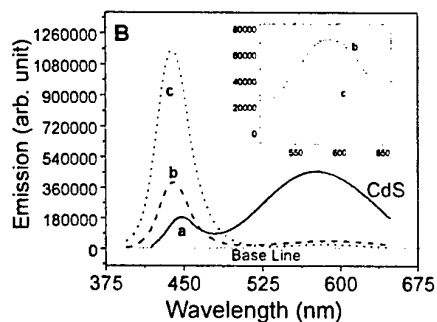 B
Emission (arb. unit)
1260000
1080000
900000
720000
540000
360000
180000
0
c
b
a
CdS
Base Line
80000
60000
40000
20000
0
b
c
550 600 650
375 450 525 600 675
Wavelength (nm)